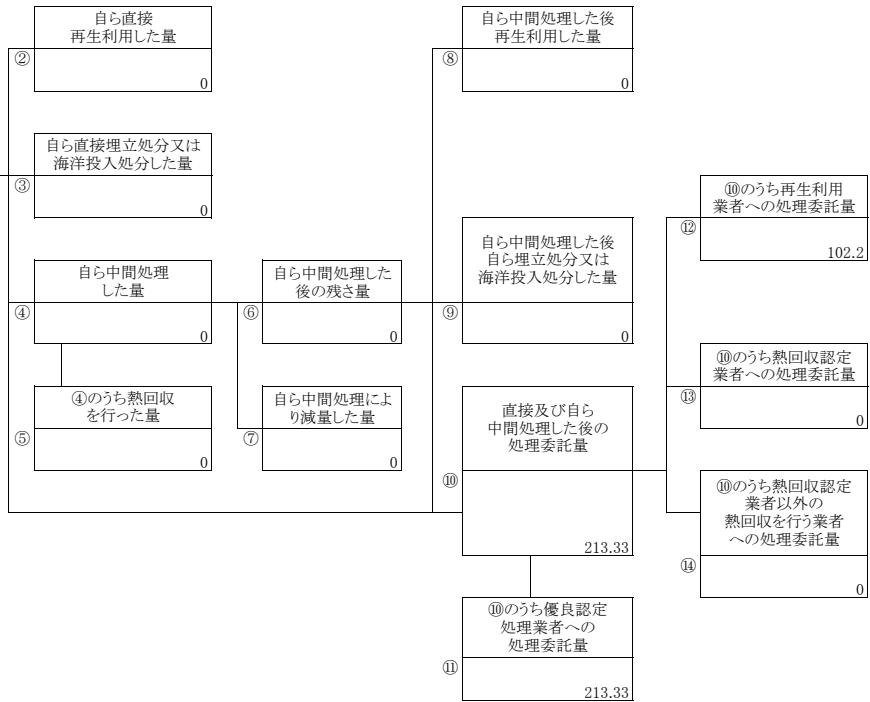 自ら直接
再生利用した量
②
0
自ら直接埋立処分又は
海洋投入処分した量
③
0
自ら中間処理
した量
④
0
④のうち熱回収
を行った量
⑤
0
自ら中間処理した
後の残さ量
⑥
0
自ら中間処理によ
り減量した量
⑦
0
自ら中間処理した後
再生利用した量
⑧
0
自ら中間処理した後
自ら埋立処分又は
海洋投入処分した量
⑨
0
直接及び自ら
中間処理した後の
処理委託量
⑩
213.33
⑩のうち優良認定
処理業者への
処理委託量
⑪
213.33
⑩のうち再生利用
業者への処理委託量
⑫
102.2
⑩のうち熱回収認定
業者への処理委託量
⑬
0
⑩のうち熱回収認定
業者以外の
熱回収を行う業者
への処理委託量
⑭
0